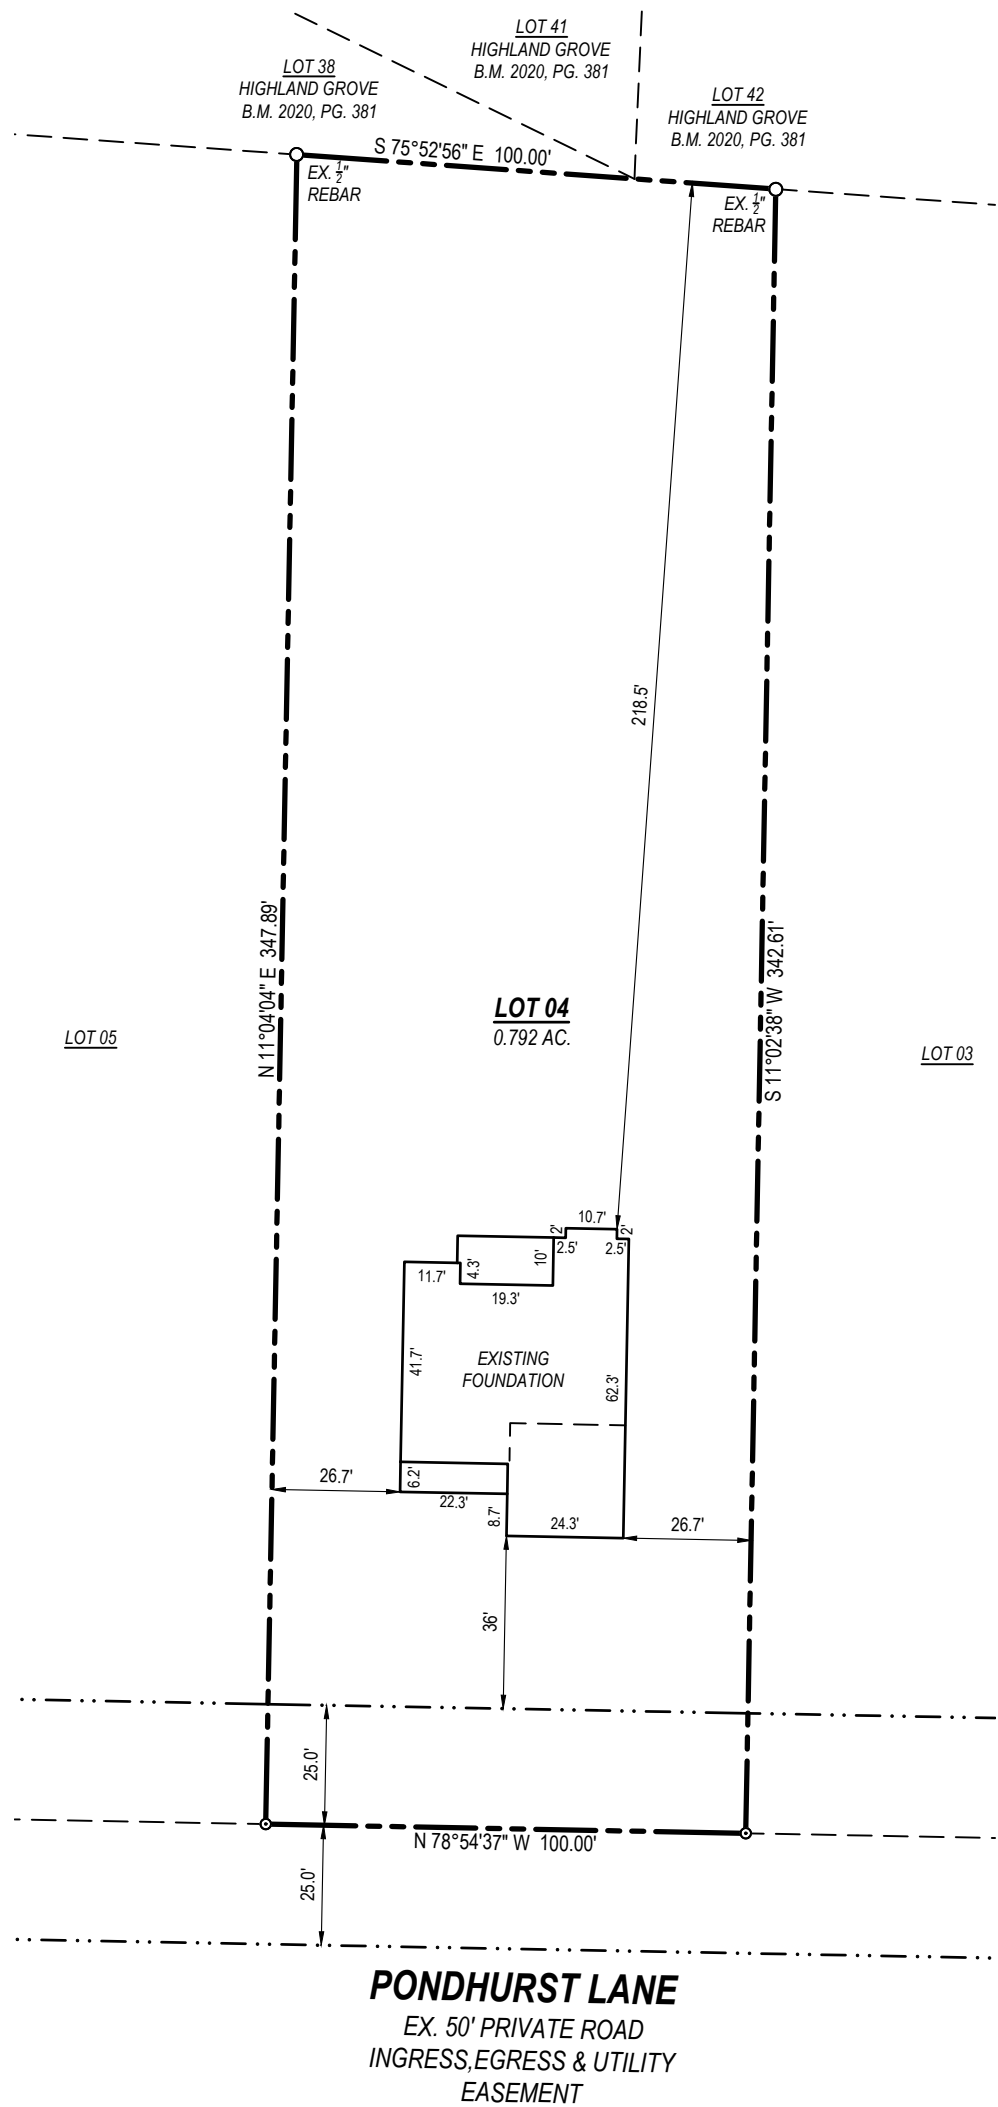 LOT 41
HIGHLAND GROVE
B.M. 2020, PG. 381
LOT 38
HIGHLAND GROVE
B.M. 2020, PG. 381
LOT 42
HIGHLAND GROVE
B.M. 2020, PG. 381
S 75°52'56" E 100.00'
EX. ½"
REBAR
EX. ½"
REBAR
218.5'
N 11°04'04" E 347.89'
S 11°02'38" W 342.61'
LOT 04
0.792 AC.
LOT 05
LOT 03
10.7'
2'
2'
2.5'
2.5'
10'
4.3'
11.7'
19.3'
41.7'
EXISTING
FOUNDATION
62.3'
26.7'
6.2'
22.3'
8.7'
24.3'
26.7'
36'
25.0'
N 78°54'37" W 100.00'
25.0'
PONDHURST LANE
EX. 50' PRIVATE ROAD
INGRESS,EGRESS & UTILITY
EASEMENT